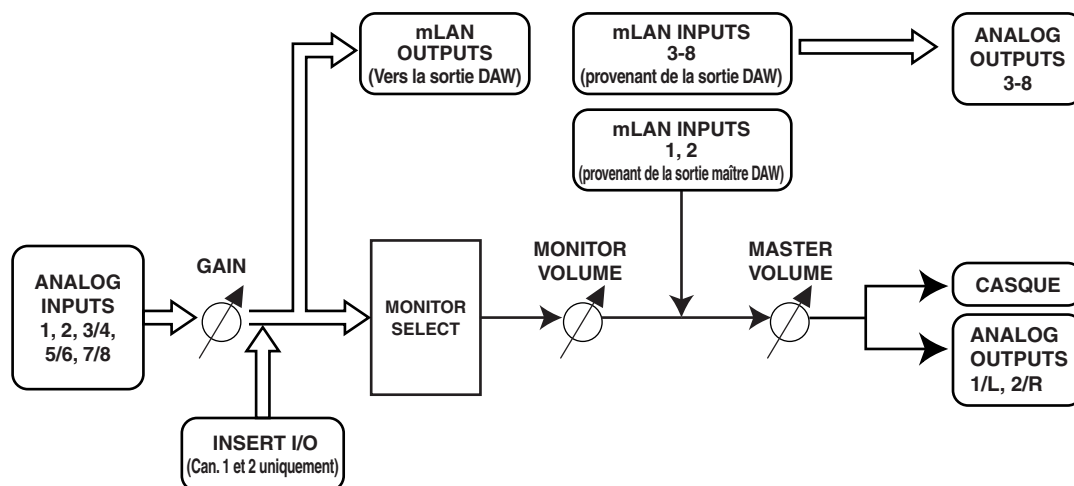 mLAN
OUTPUTS
(Vers la sortie DAW)
mLAN INPUTS
3-8
(provenant de la sortie DAW)
ANALOG
OUTPUTS
3-8
mLAN INPUTS
1, 2
(provenant de la sortie maître DAW)
ANALOG
INPUTS
1, 2, 3/4,
5/6, 7/8
GAIN
MONITOR
SELECT
MONITOR
VOLUME
MASTER
VOLUME
CASQUE
ANALOG
OUTPUTS
1/L, 2/R
INSERT I/O
(Can. 1 et 2 uniquement)